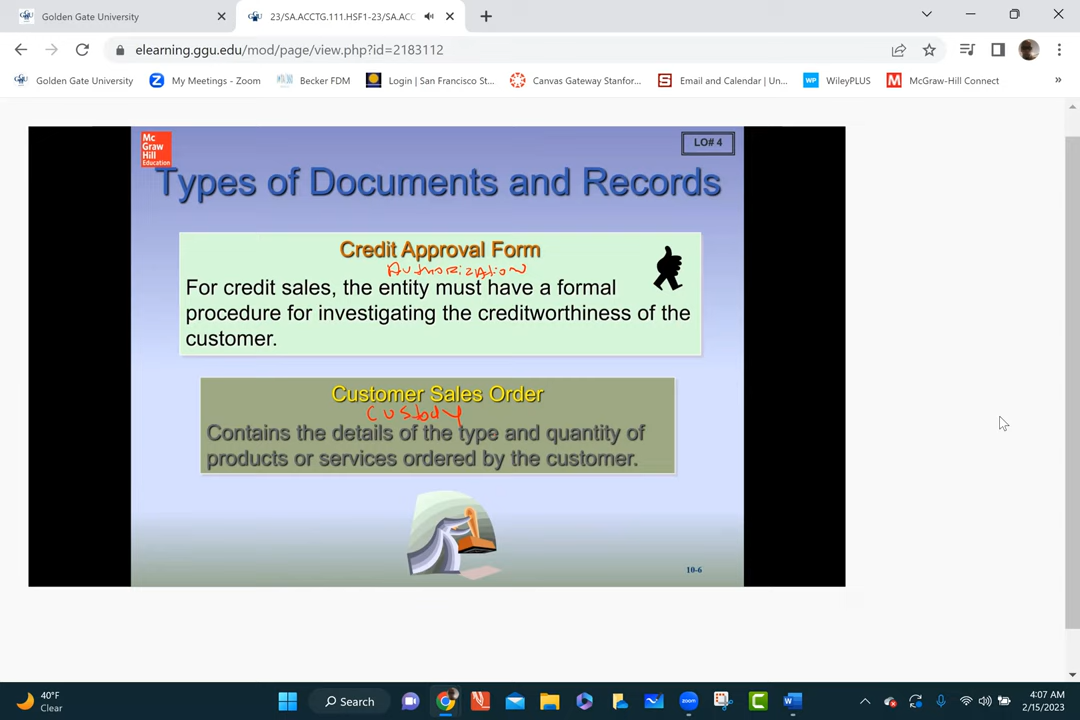 Golden Gate University
23/SA.ACCTG.111.HSF1-23/SA.ACC
elearning.ggu.edu/mod/page/view.php?id=2183112
Golden Gate University
My Meetings - Zoom
Becker FDM
Login | San Francisco St...
Canvas Gateway Stanfor...
Email and Calendar | Un...
WP
WileyPLUS
M
McGraw-Hill Connect
»
Mc
Graw
Hill
Education
LO# 4
Types of Documents and Records
Credit Approval Form
Authorization
For credit sales, the entity must have a formal
procedure for investigating the creditworthiness of the
customer.
Customer Sales Order
Custody
Contains the details of the type and quantity of
products or services ordered by the customer.
10-6
40°F
Clear
Search
zoom
4:07 AM
2/15/2023